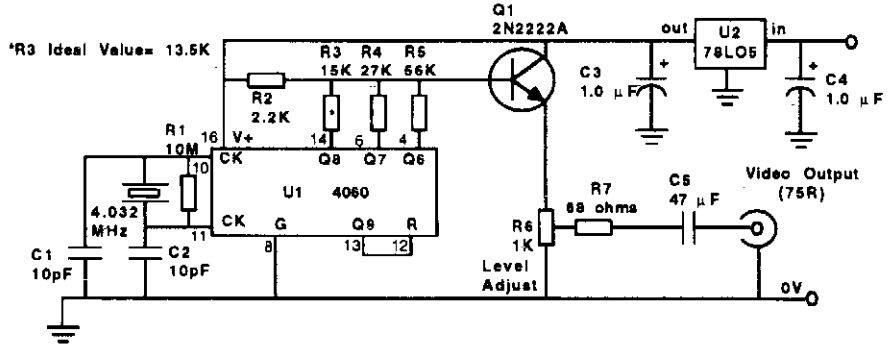 Q1
2N2222A
out
U2
78LO5
in
*R3 Ideal Value= 13.5K
R3 R4 R5
15K 27K 56K
R2
2.2K
C3
1.0 µF
+
+
C4
1.0 µF
R1
10M
16 V+
14
4
CK
Q8 Q7 Q6
10
U1 4060
4.032
MHz
11
CK
G
Q9
R
8
13
12
C1
10pF
C2
10pF
R6
1K
Level
Adjust
R7
68 ohms
C5
47 µF
Video Output
(75R)
0V